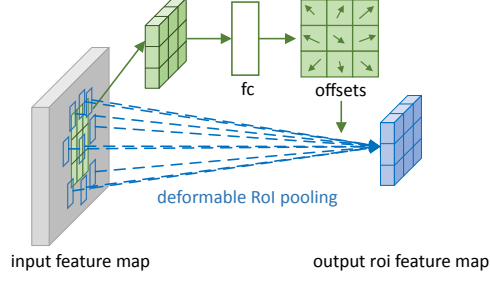 fc
offsets
deformable RoI pooling
input feature map
output roi feature map